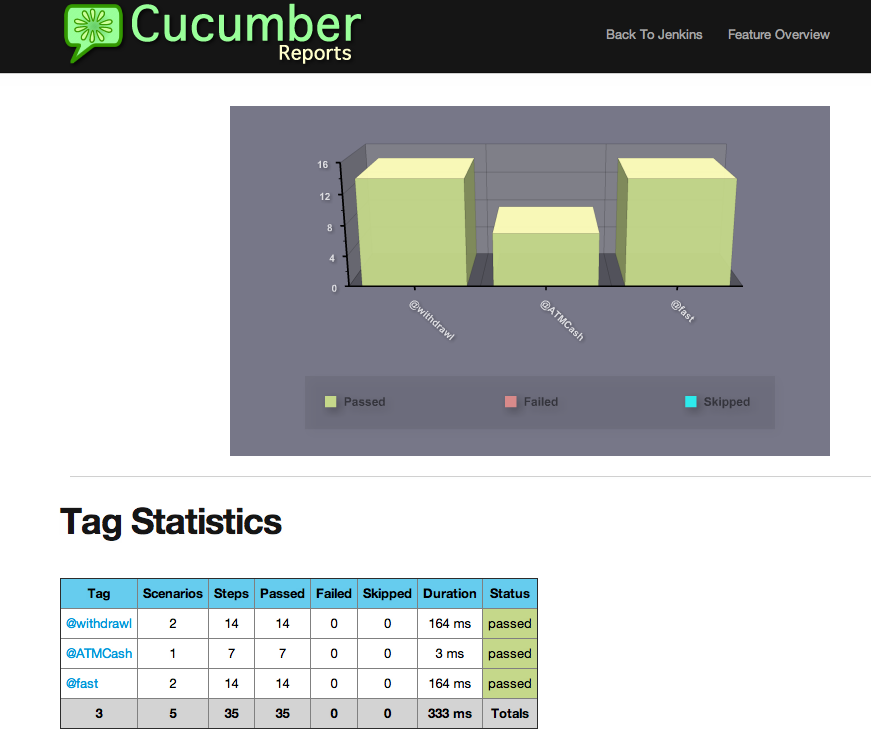 Cucumber
Reports
Back To Jenkins Feature Overview
16
12
8
4
0
@withdrawl @ATMCash @fast
Passed Failed Skipped
Tag Statistics
Tag Scenarios Steps Passed Failed Skipped Duration Status
@withdrawl 2 14 14 0 0 164 ms passed
@ATMCash 1 7 7 0 0 3 ms passed
@fast 2 14 14 0 0 164 ms passed
3 5 35 35 0 0 333 ms Totals